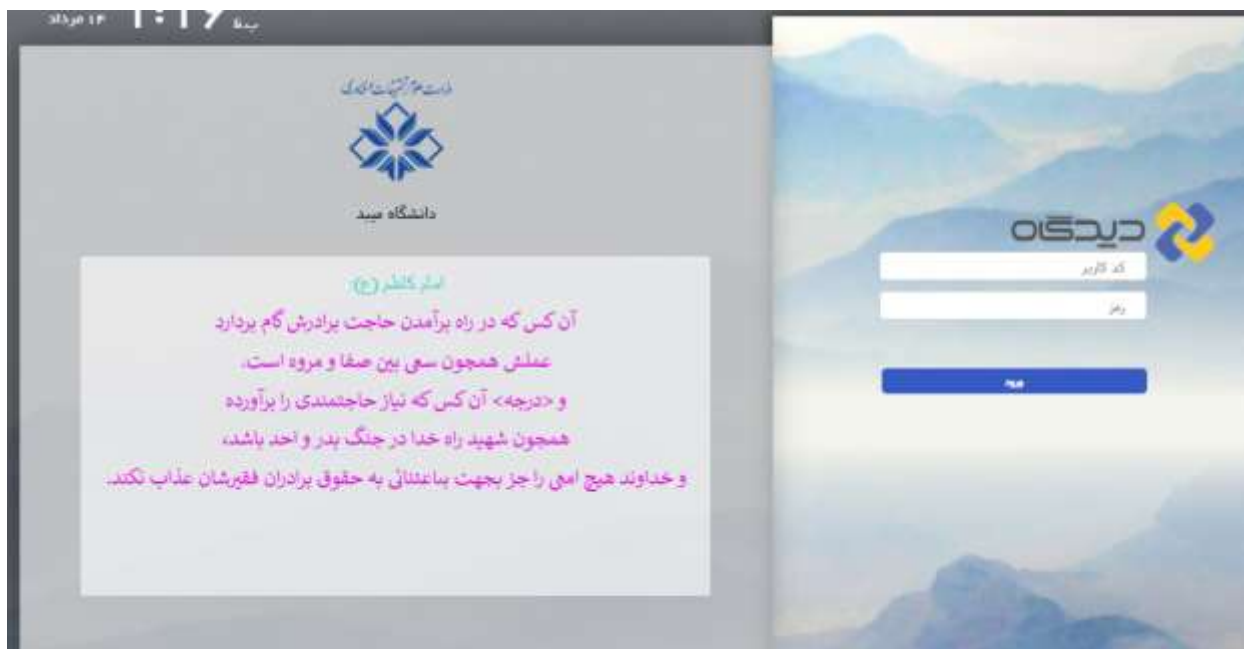 ۱۴ مرداد
وزارت علوم، تحقیقات و فناوری
دانشگاه میبد
امام کاظم (ع):
آن کس که در راه برآمدن حاجت برادرش گام بردارد
عملش همچون سعی بین صفا و مروه است.
و <درجه> آن کس که نیاز حاجتمندی را برآورده
همچون شهید راه خدا در جنگ بدر و احد باشد،
و خداوند هیچ امتی را جز بجهت بیاعتنائی به حقوق برادران فقیرشان عذاب نکند.
دیدگاه
کد کاربر
رمز
ورود